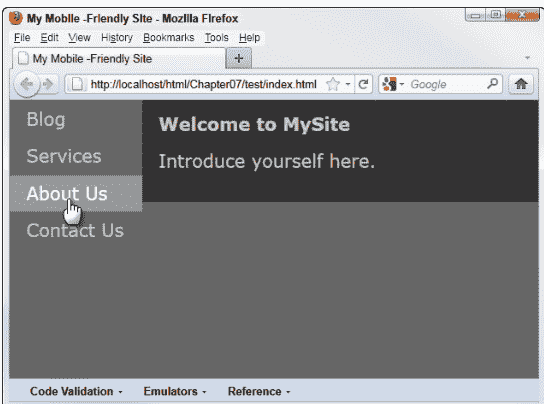 My Mobile -Friendly Site - Mozilla Firefox
File Edit View History Bookmarks Tools Help
My Mobile -Friendly Site +
http://localhost/html/Chapter07/test/index.html Google
Blog
Services
About Us
Contact Us
Welcome to MySite
Introduce yourself here.
Code Validation Emulators Reference